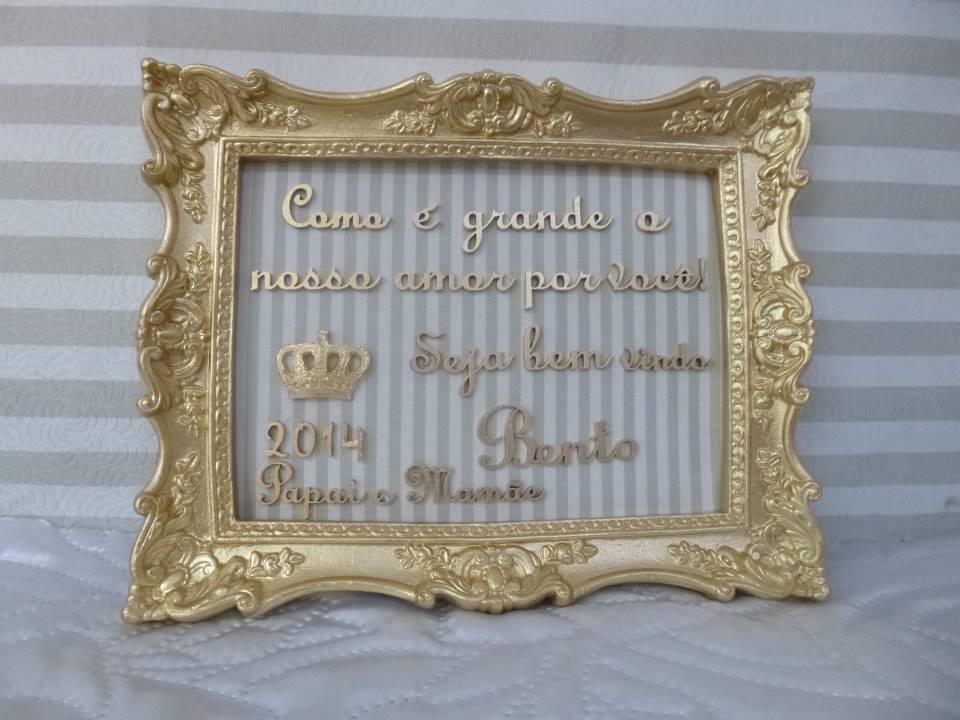 Como é grande o
nosso amor por você!
Seja bem vindo
Bento
2014
Papai e Mamãe